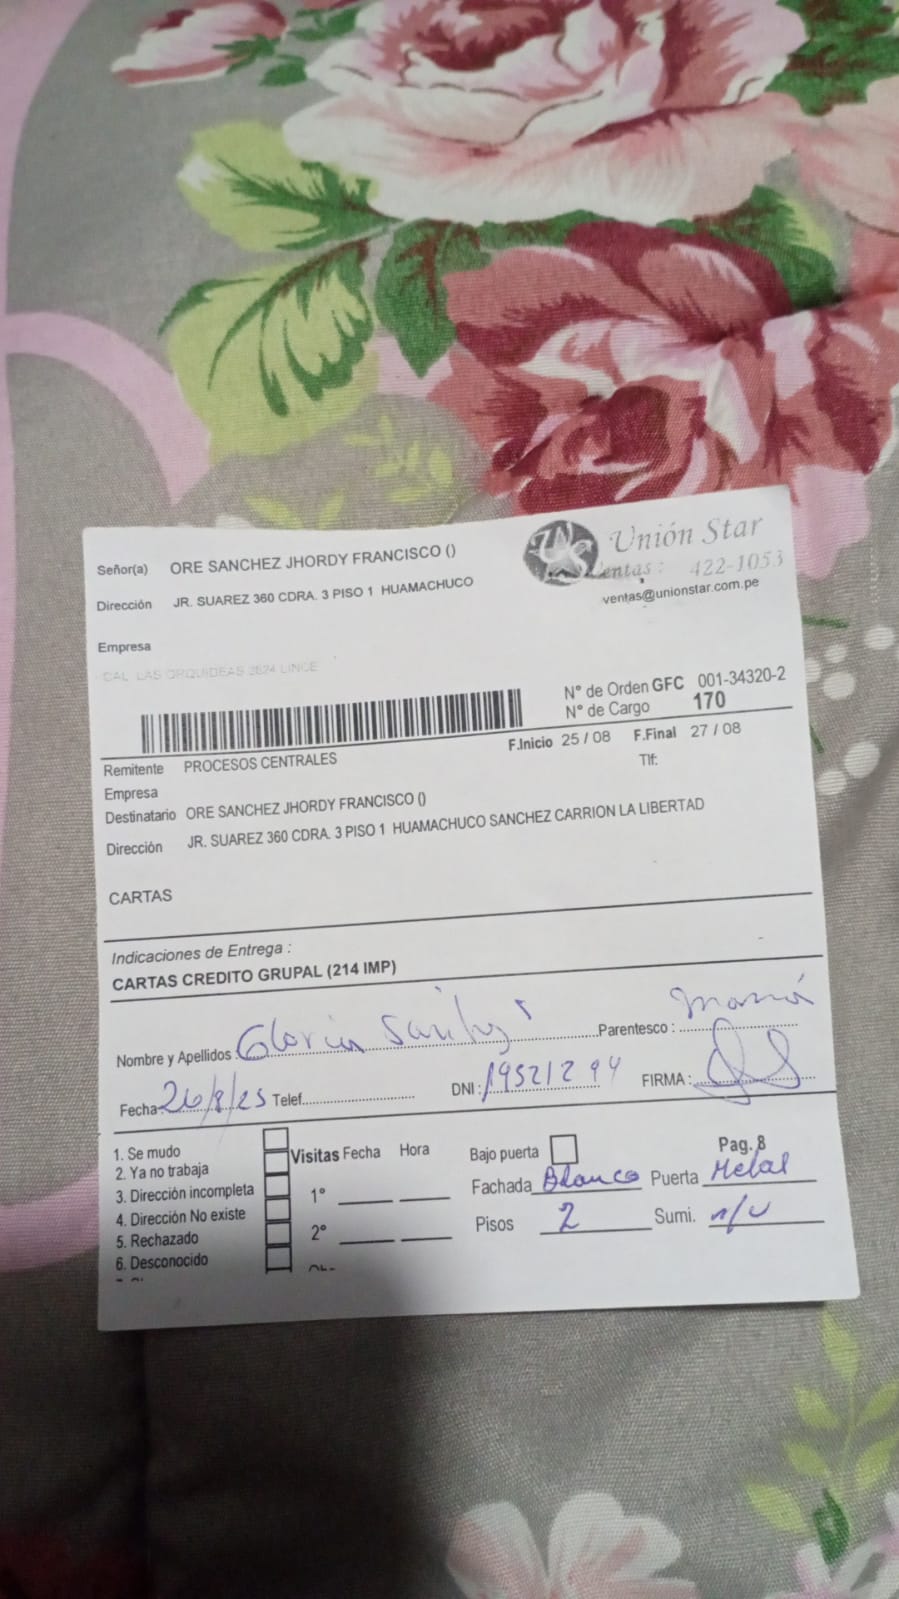 Señor(a) ORE SANCHEZ JHORDY FRANCISCO ()
Unión Star
Dirección JR. SUAREZ 360 CDRA. 3 PISO 1 HUAMACHUCO
Ventas: 422-1053
ventas@unionstar.com.pe
Empresa
CAL LAS ORQUIDEAS 2624 LINCE
N° de Orden GFC 001-34320-2
N° de Cargo 170
F.Inicio 25 / 08 F.Final 27 / 08
Remitente PROCESOS CENTRALES
Tlf:
Empresa
Destinatario ORE SANCHEZ JHORDY FRANCISCO ()
Dirección JR. SUAREZ 360 CDRA. 3 PISO 1 HUAMACHUCO SANCHEZ CARRION LA LIBERTAD
CARTAS
Indicaciones de Entrega :
CARTAS CREDITO GRUPAL (214 IMP)
Nombre y Apellidos: Gloria Parentesco : mamá
Fecha 26/8/25 Telef. DNI: 19521294 FIRMA:
1. Se mudo
2. Ya no trabaja
3. Dirección incompleta
4. Dirección No existe
5. Rechazado
6. Desconocido
Visitas Fecha Hora
1°
2°
Bajo puerta Pag. 8
Fachada Blanco Puerta Metal
Pisos 2 Sumi.